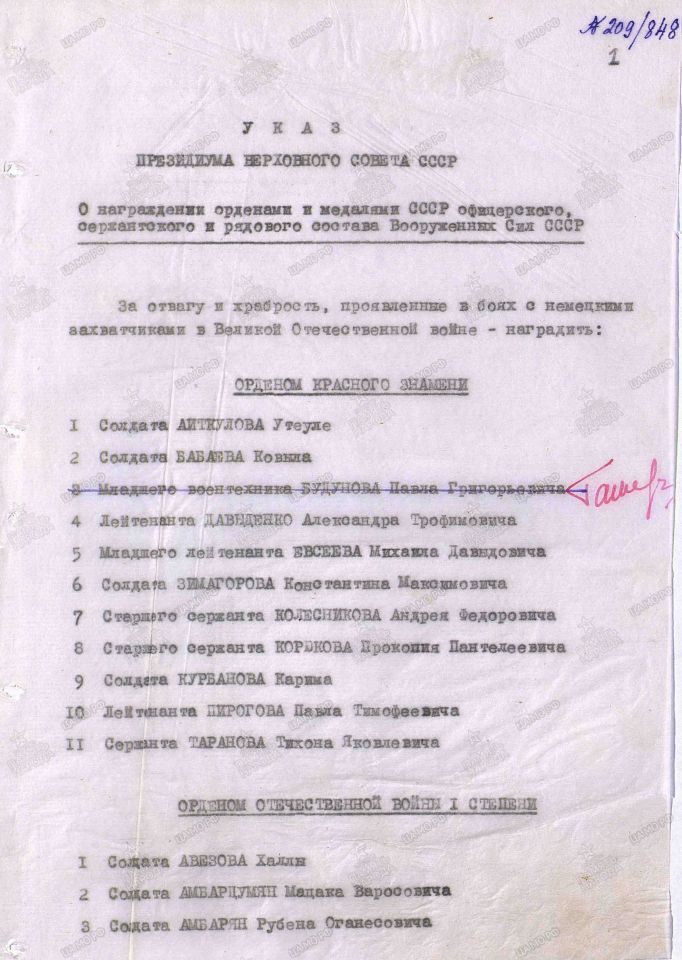 № 209/848
1
У К А З
ПРЕЗИДИУМА ВЕРХОВНОГО СОВЕТА СССР
О награждении орденами и медалями СССР офицерского,
сержантского и рядового состава Вооруженных Сил СССР
За отвагу и храбрость, проявленные в боях с немецкими
захватчиками в Великой Отечественной войне - наградить:
ОРДЕНОМ КРАСНОГО ЗНАМЕНИ
I Солдата АИТКУЛОВА Утеуле
2 Солдата БАБАЕВА Ковыла
3 Младшего воентехника БУДУНОВА Павла Григорьевича
4 Лейтенанта ДАВЫДЕНКО Александра Трофимовича
5 Младшего лейтенанта ЕВСЕЕВА Михаила Давыдовича
6 Солдата ЗИМАГОРОВА Константина Максимовича
7 Старшего сержанта КОЛЕСНИКОВА Андрея Федоровича
8 Старшего сержанта КОРЮКОВА Прокопия Пантелеевича
9 Солдата КУРБАНОВА Карима
10 Лейтенанта ПИРОГОВА Павла Тимофеевича
II Сержанта ТАРАНОВА Тихона Яковлевича
ОРДЕНОМ ОТЕЧЕСТВЕННОЙ ВОЙНЫ I СТЕПЕНИ
I Солдата АВЕЗОВА Халлы
2 Солдата АМБАРЦУМЯН Мацака Варосовича
3 Солдата АМБАРЯН Рубена Оганесовича